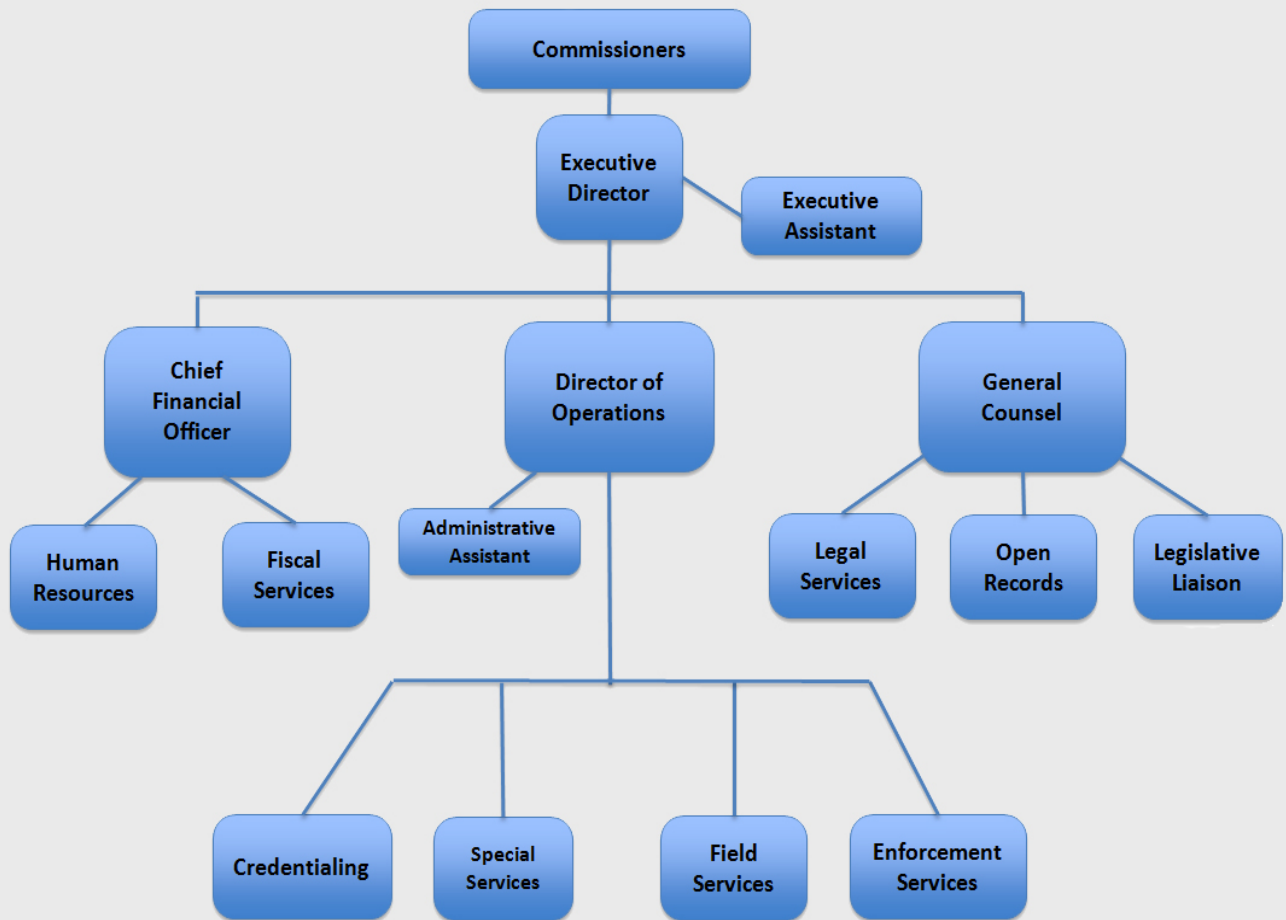 Commissioners
Executive
Director
Executive
Assistant
Chief
Financial
Officer
Director of
Operations
General
Counsel
Human
Resources
Fiscal
Services
Administrative
Assistant
Legal
Services
Open
Records
Legislative
Liaison
Credentialing
Special
Services
Field
Services
Enforcement
Services